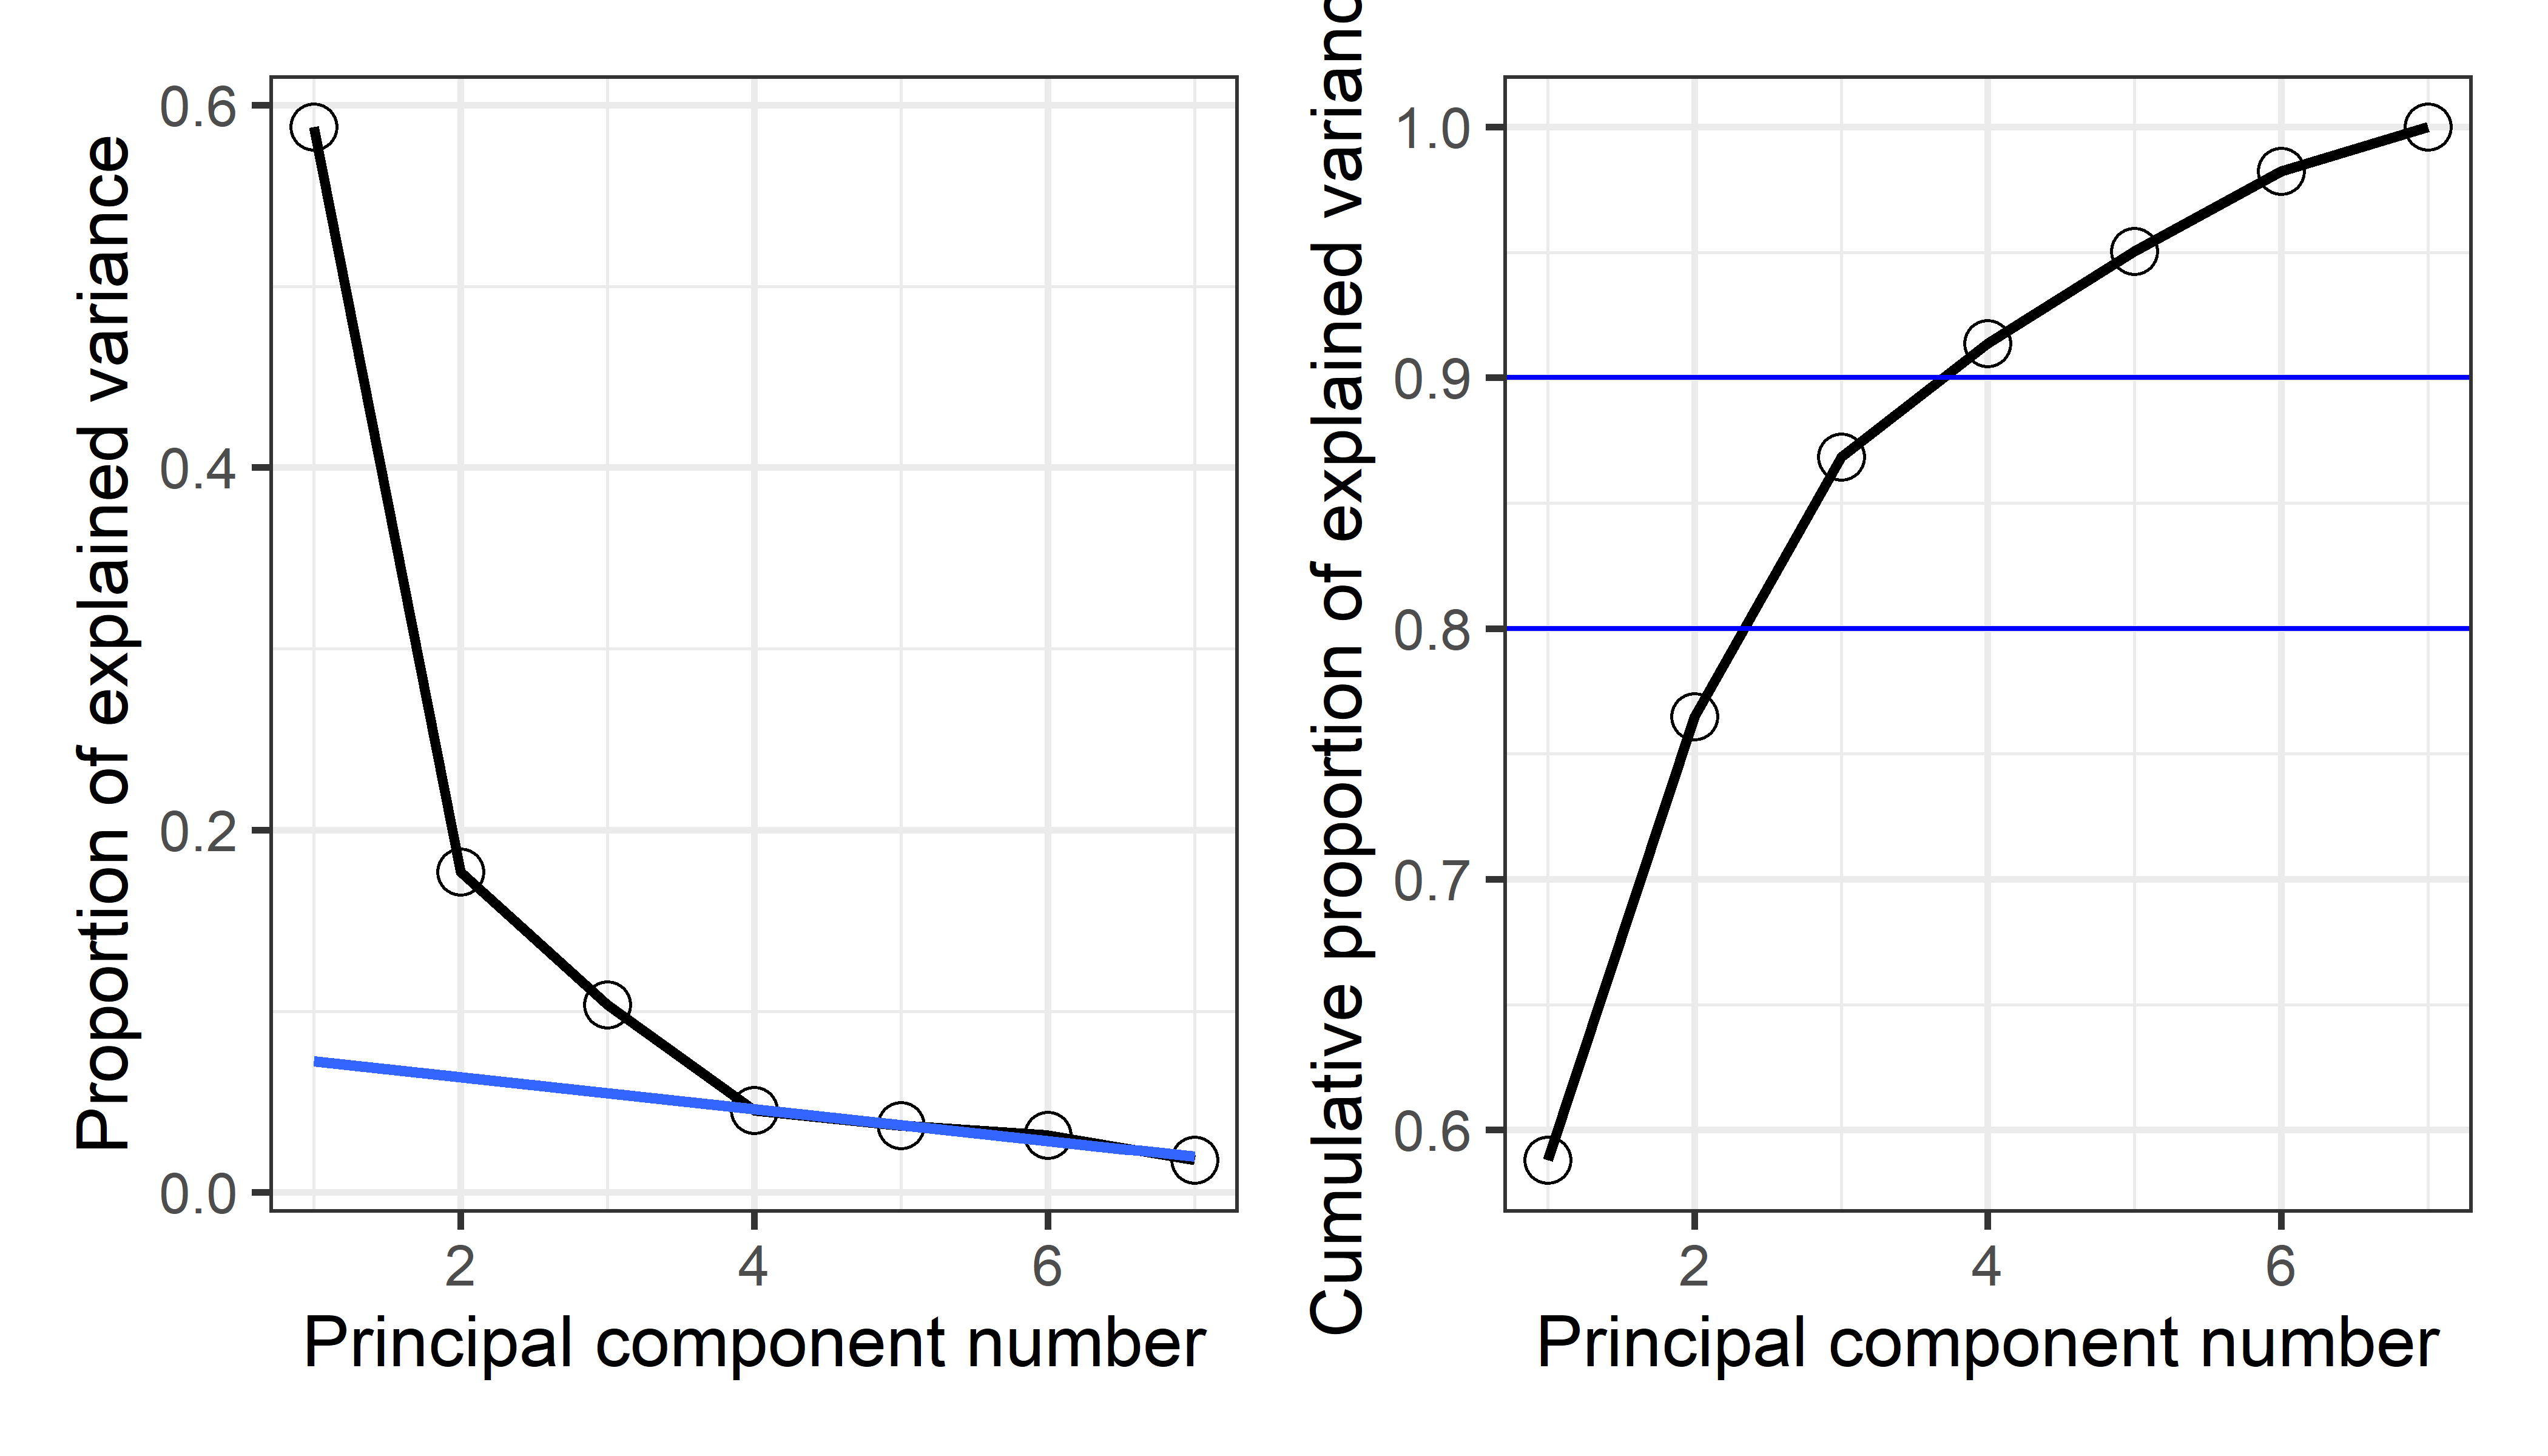 Proportion of explained variance
0.6
0.4
0.2
0.0
2 4 6
Principal component number
Cumulative proportion of explained varianc
1.0
0.9
0.8
0.7
0.6
2 4 6
Principal component number